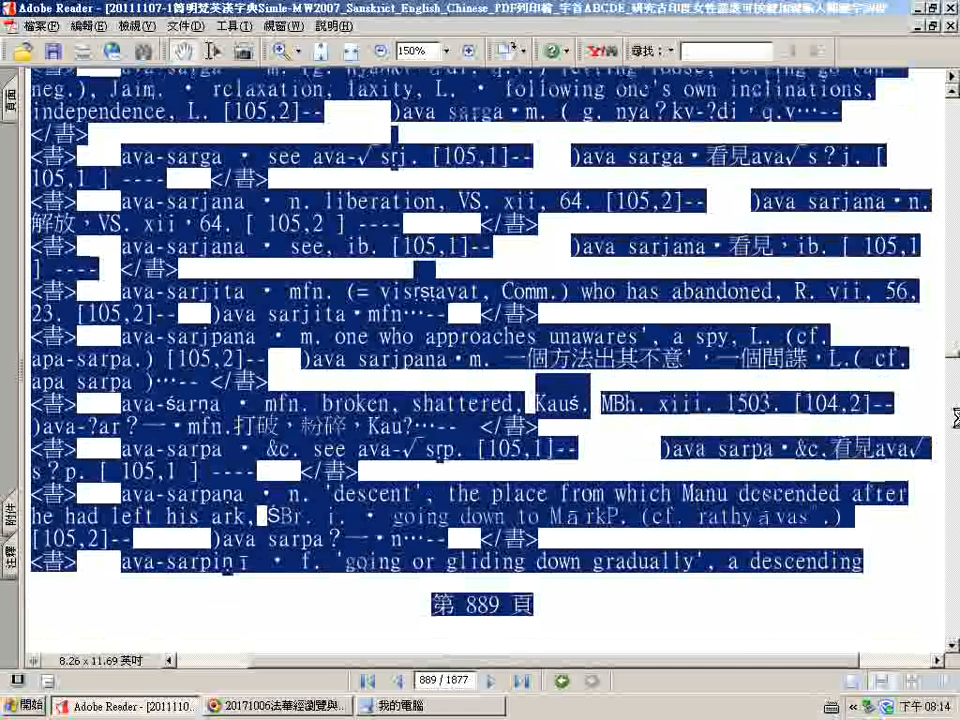 Adobe Reader - [20111107-1簡明梵英漢字典Simle-MW2007_Sanskrict_English_Chinese_PDF列印檔_字首ABCDE_研究古印度女性
檔案(F) 編輯(E) 檢視(V) 文件(D) 工具(T) 視窗(W) 說明(H)
150% 尋找：
neg.), Jaim. • relaxation, laxity, L. • following one's own inclinations,
independence, L. [105,2]-- )ava sarga•m. ( g. nya?kv-?di，q.v…--
</書>
<書> ava-sarga • see ava-√sṛj. [105,1]-- )ava sarga•看見ava√s？j. [
105,1 ] ---- </書>
<書> ava-sarjana • n. liberation, VS. xii, 64. [105,2]-- )ava sarjana•n.
解放，VS. xii，64. [ 105,2 ] ---- </書>
<書> ava-sarjana • see, ib. [105,1]-- )ava sarjana•看見，ib. [ 105,1
] ---- </書>
<書> ava-sarjita • mfn. (= visṛṣṭavat, Comm.) who has abandoned, R. vii, 56,
23. [105,2]-- )ava sarjita•mfn…-- </書>
<書> ava-sarjpana • m. one who approaches unawares', a spy, L. (cf.
apa-sarpa.) [105,2]-- )ava sarjpana•m. 一個方法出其不意'，一個間諜，L.( cf.
apa sarpa )…-- </書>
<書> ava-śarṇa • mfn. broken, shattered, Kauś. MBh. xiii. 1503. [104,2]--
)ava-?ar？一•mfn.打破，粉碎，Kau?…-- </書>
<書> ava-sarpa • &c. see ava-√sṛp. [105,1]-- )ava sarpa•&c.看見ava√
s？p. [ 105,1 ] ---- </書>
<書> ava-sarpaṇa • n. 'descent', the place from which Manu descended after
he had left his ark, ŚBr. i. • going down to MārkP. (cf. rathyāvas°.)
[105,2]-- )ava sarpa？一•n…-- </書>
<書> ava-sarpiṇī • f. 'going or gliding down gradually', a descending
第 889 頁
頁面
附件
注釋
8.26 x 11.69 英吋
889 / 1877
開始 Adobe Reader - [2011110... 20171006法華經瀏覽與... 我的電腦 下午 08:14